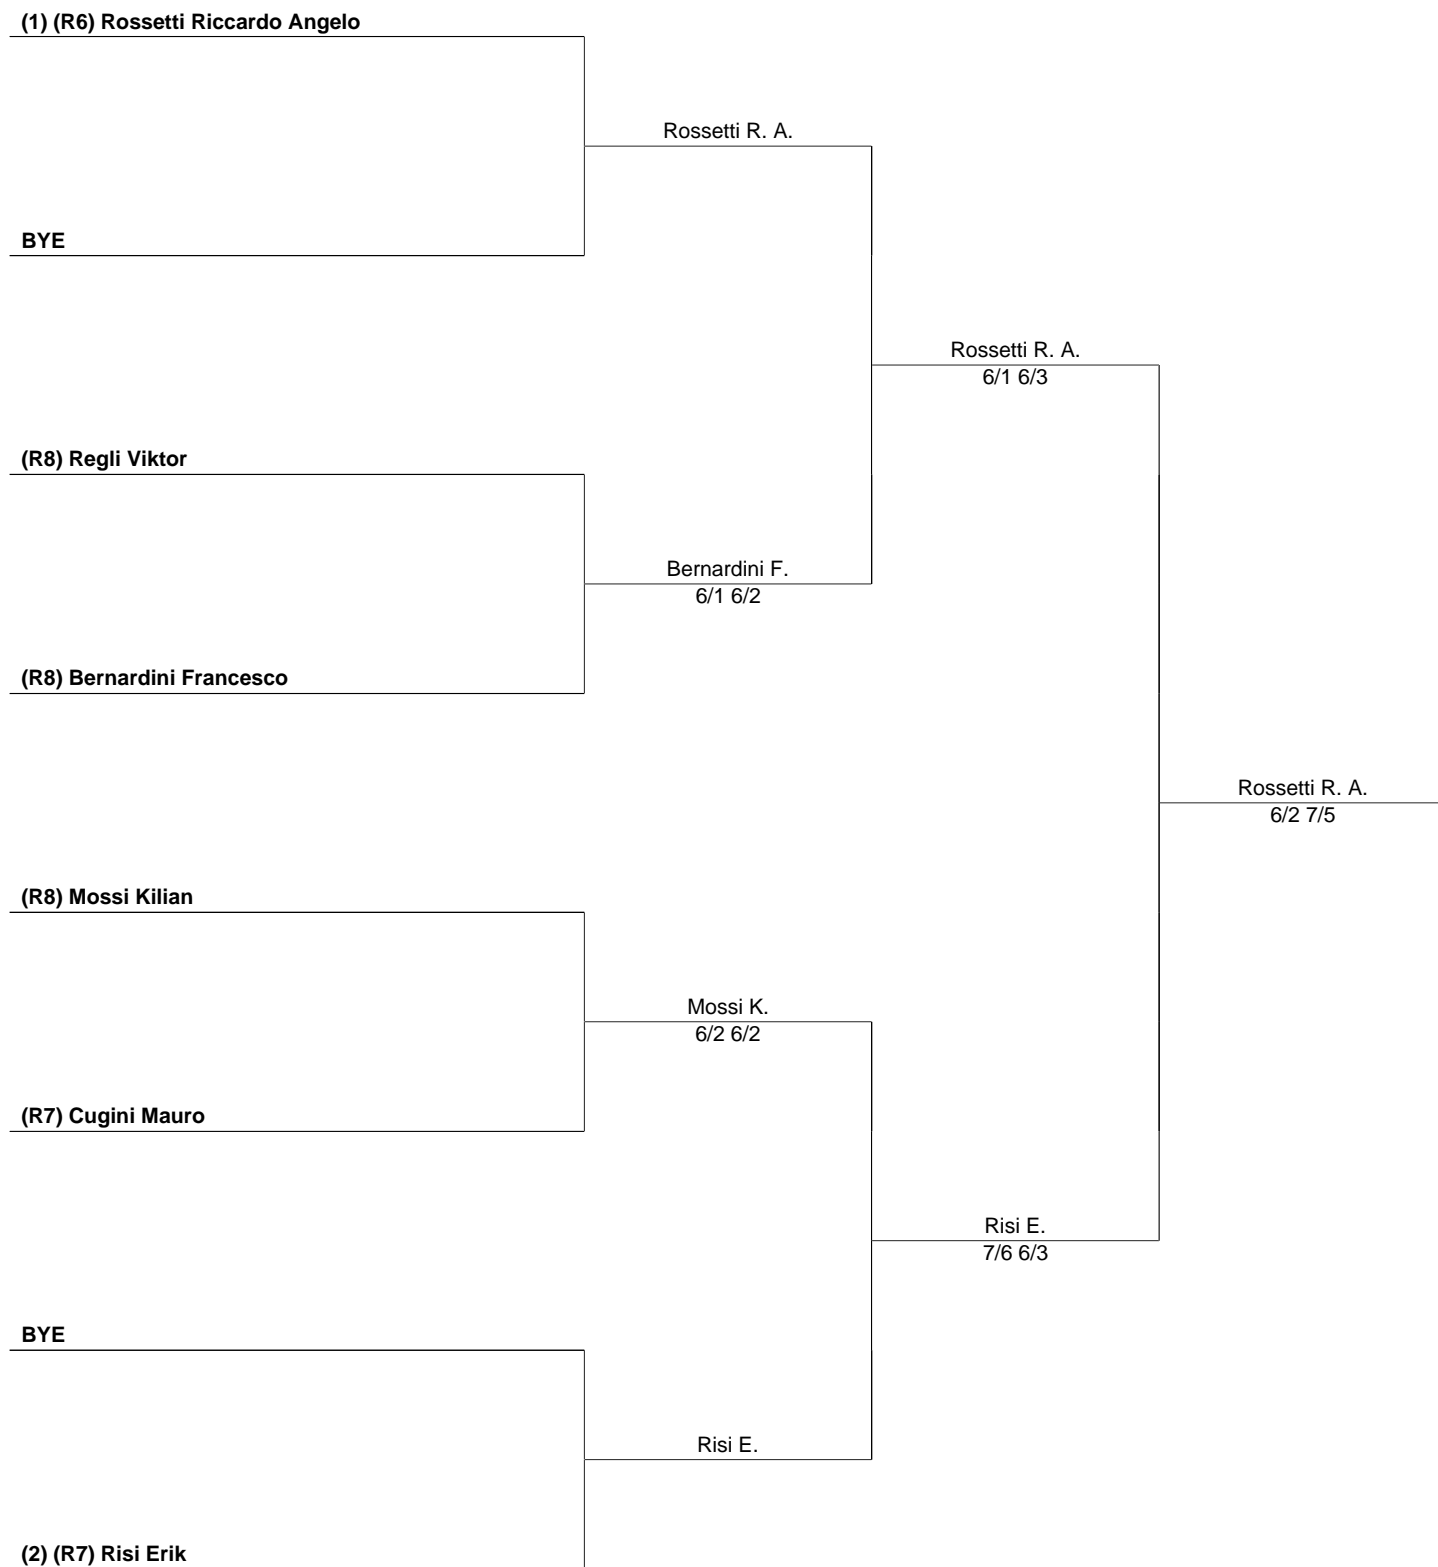 (1) (R6) Rossetti Riccardo Angelo
Rossetti R. A.
BYE
Rossetti R. A.
6/1 6/3
(R8) Regli Viktor
Bernardini F.
6/1 6/2
(R8) Bernardini Francesco
Rossetti R. A.
6/2 7/5
(R8) Mossi Kilian
Mossi K.
6/2 6/2
(R7) Cugini Mauro
Risi E.
7/6 6/3
BYE
Risi E.
(2) (R7) Risi Erik